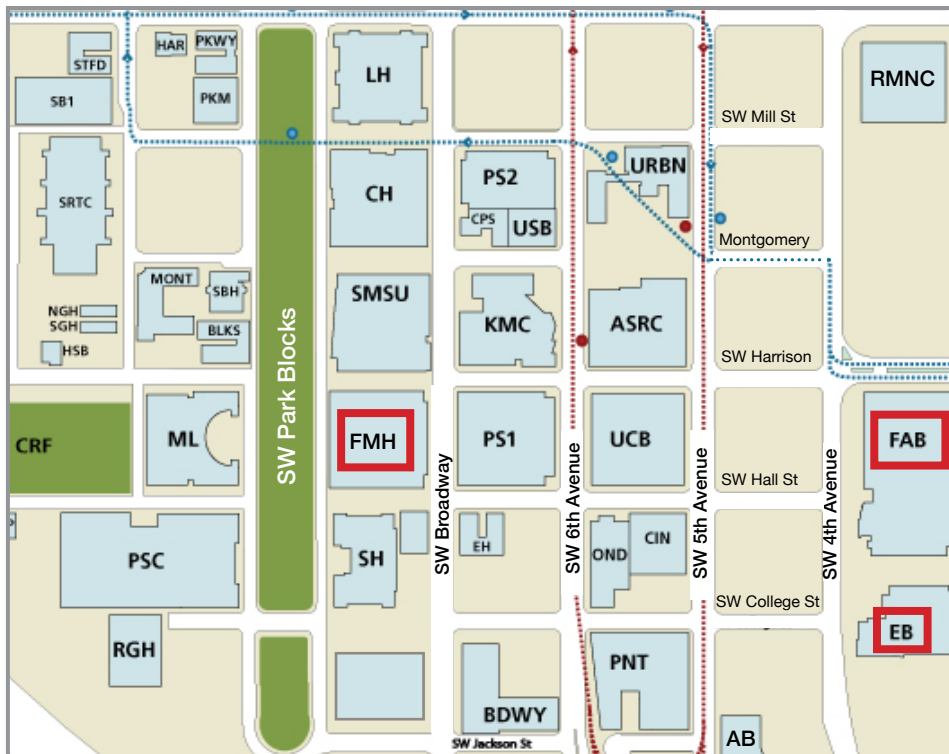 HAR
PKWY
STFD
LH
RMNC
SB1
PKM
SW Mill St
URBN
PS2
CH
SRTC
CPS
USB
Montgomery
MONT
SMSU
SBH
NGH
KMC
ASRC
SGH
BLKS
SW Harrison
HSB
SW Park Blocks
CRF
ML
FMH
PS1
UCB
FAB
SW Broadway
SW 6th Avenue
SW 5th Avenue
SW 4th Avenue
SW Hall St
EH
CIN
OND
PSC
SH
SW College St
EB
RGH
PNT
BDWY
AB
SW Jackson St